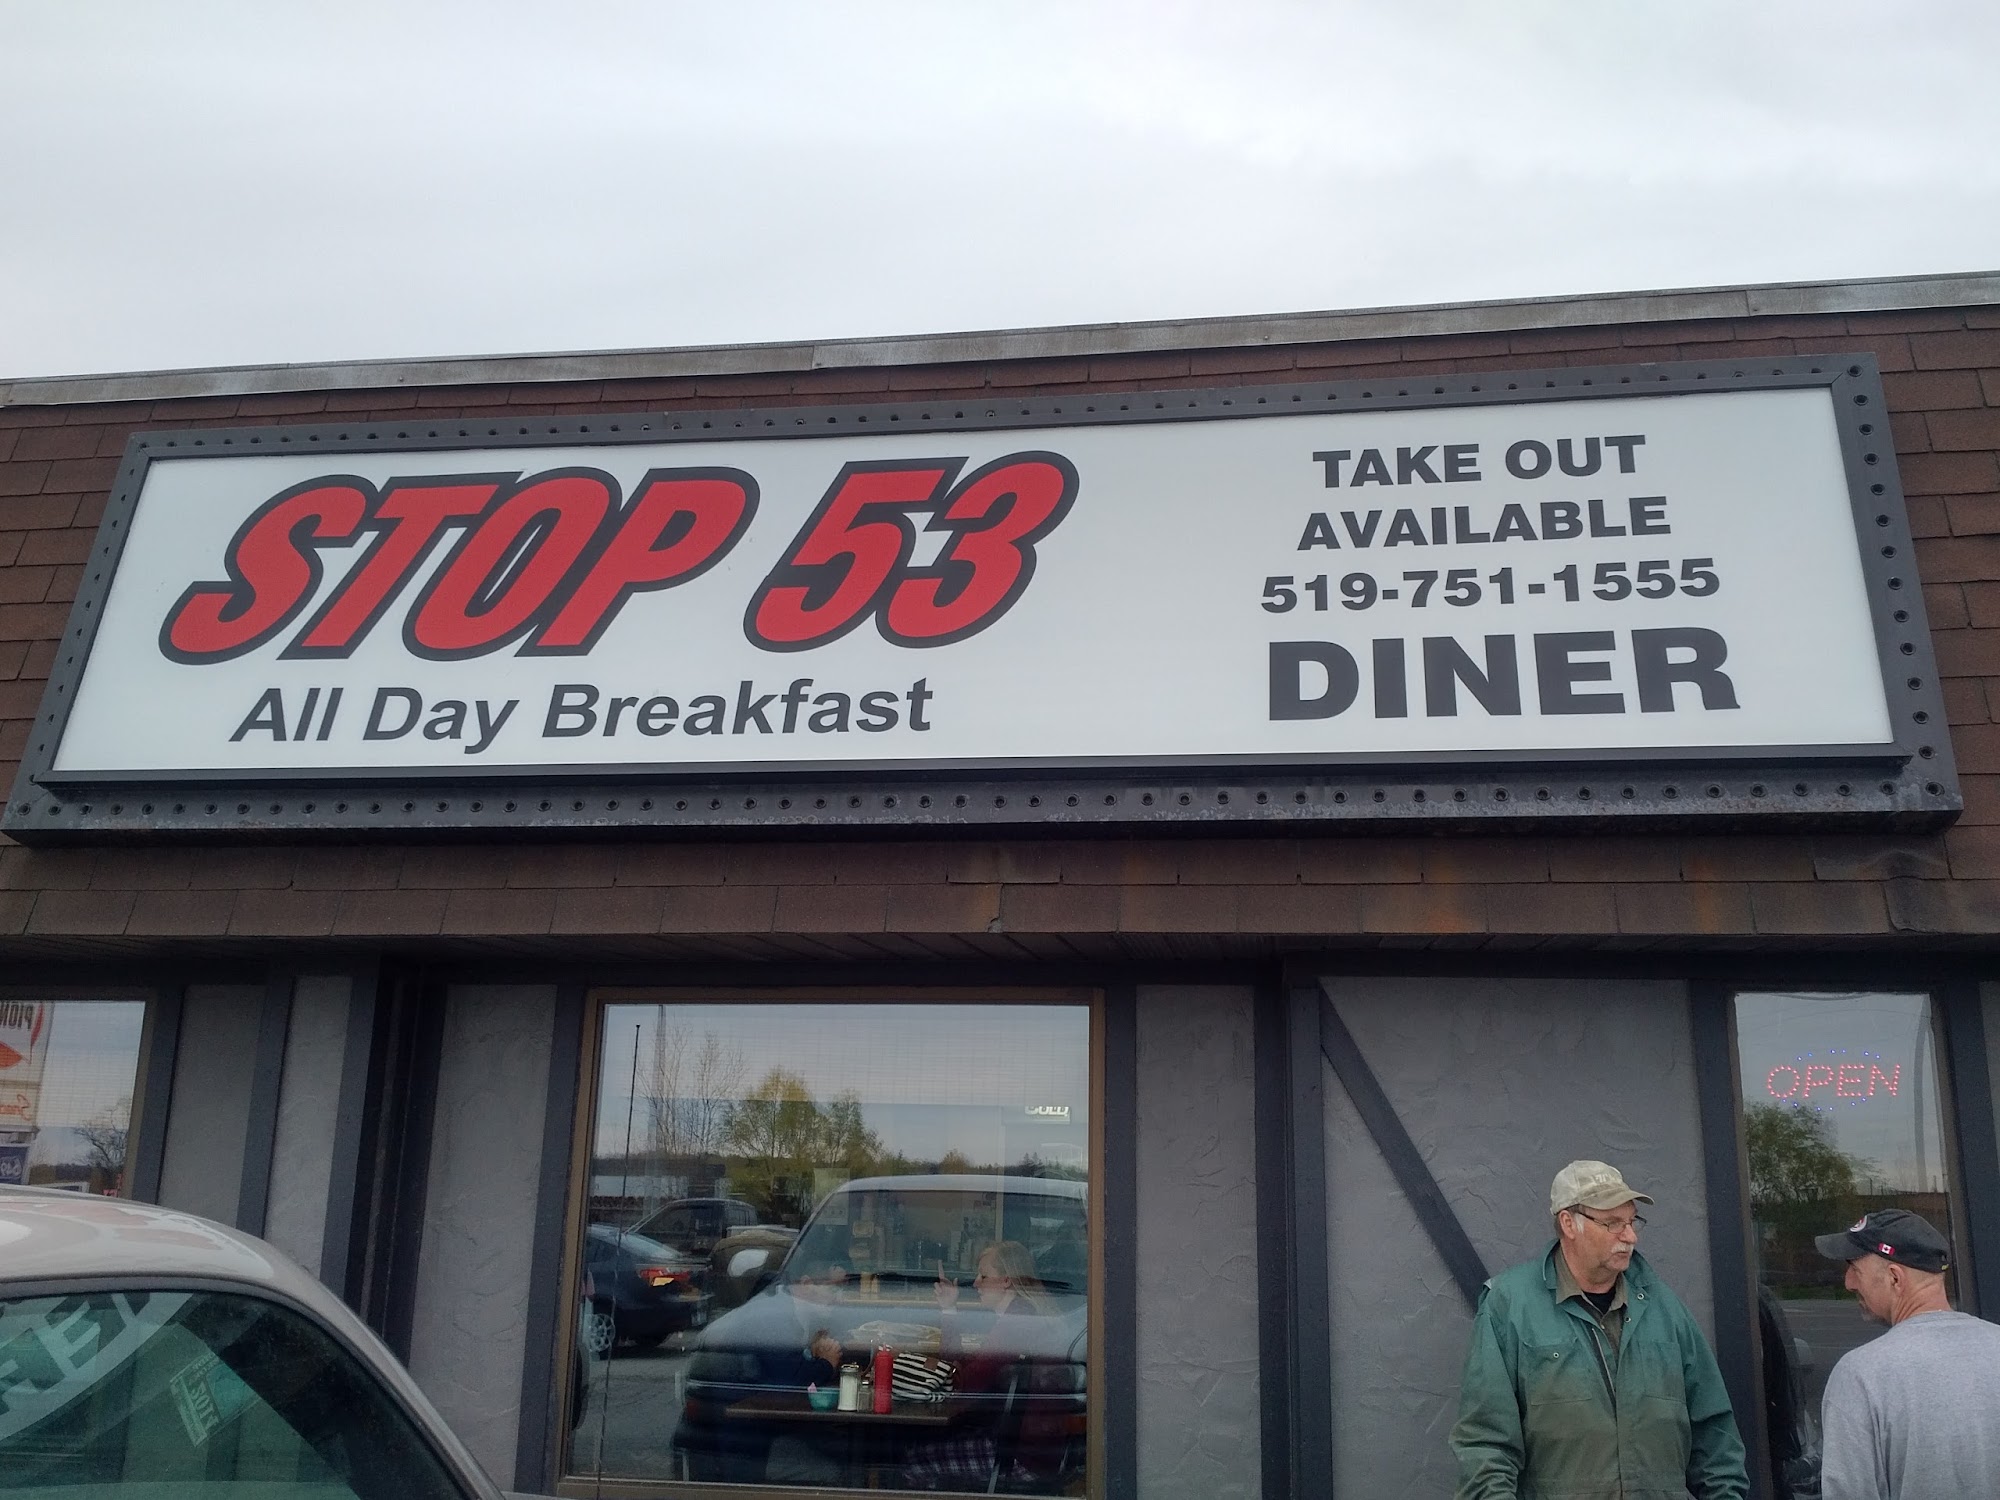 STOP 53
All Day Breakfast
TAKE OUT
AVAILABLE
519-751-1555
DINER
OPEN